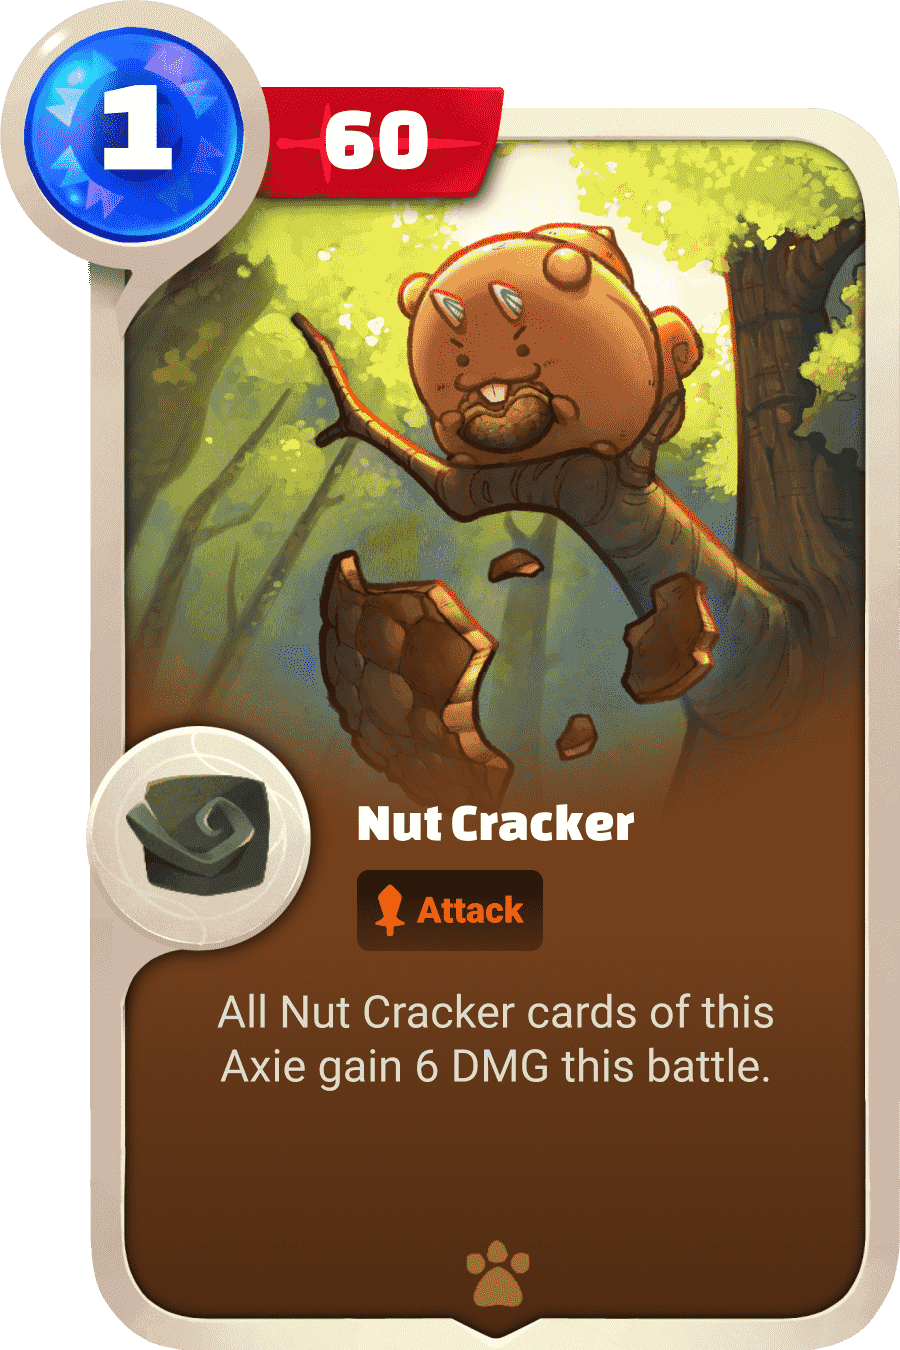 1
60
Nut Cracker
Attack
All Nut Cracker cards of this
Axie gain 6 DMG this battle.